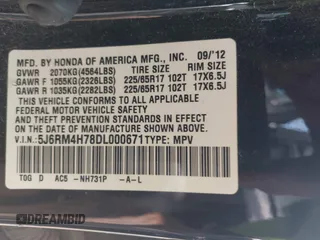 MFD. BY HONDA OF AMERICA MFG., INC. 09/'12
GVWR 2070KG(4564LBS) TIRE SIZE RIM SIZE
GAWR F 1055KG(2326LBS) 225/65R17 102T 17X6.5J
GAWR R 1035KG(2282LBS) 225/65R17 102T 17X6.5J
THIS VEHICLE CONFORMS TO ALL APPLICABLE FEDERAL MOTOR VEHICLE
SAFETY AND THEFT PREVENTION STANDARDS IN EFFECT ON THE DATE OF
MANUFACTURE SHOWN ABOVE.
V.I.N: 5J6RM4H78DL000671 TYPE: MPV
TOG D AC5 -NH731P -A-L
DREAMBID